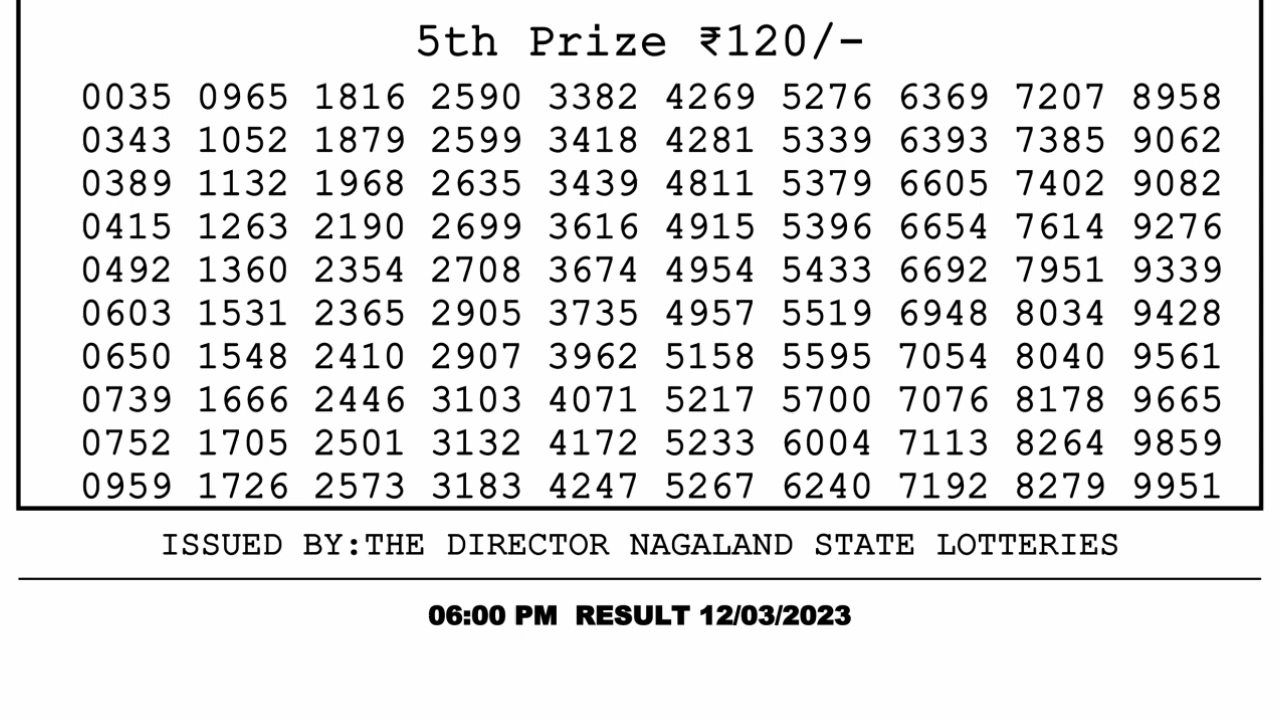 5th Prize ₹120/-
0035 0965 1816 2590 3382 4269 5276 6369 7207 8958
0343 1052 1879 2599 3418 4281 5339 6393 7385 9062
0389 1132 1968 2635 3439 4811 5379 6605 7402 9082
0415 1263 2190 2699 3616 4915 5396 6654 7614 9276
0492 1360 2354 2708 3674 4954 5433 6692 7951 9339
0603 1531 2365 2905 3735 4957 5519 6948 8034 9428
0650 1548 2410 2907 3962 5158 5595 7054 8040 9561
0739 1666 2446 3103 4071 5217 5700 7076 8178 9665
0752 1705 2501 3132 4172 5233 6004 7113 8264 9859
0959 1726 2573 3183 4247 5267 6240 7192 8279 9951
ISSUED BY:THE DIRECTOR NAGALAND STATE LOTTERIES
06:00 PM RESULT 12/03/2023